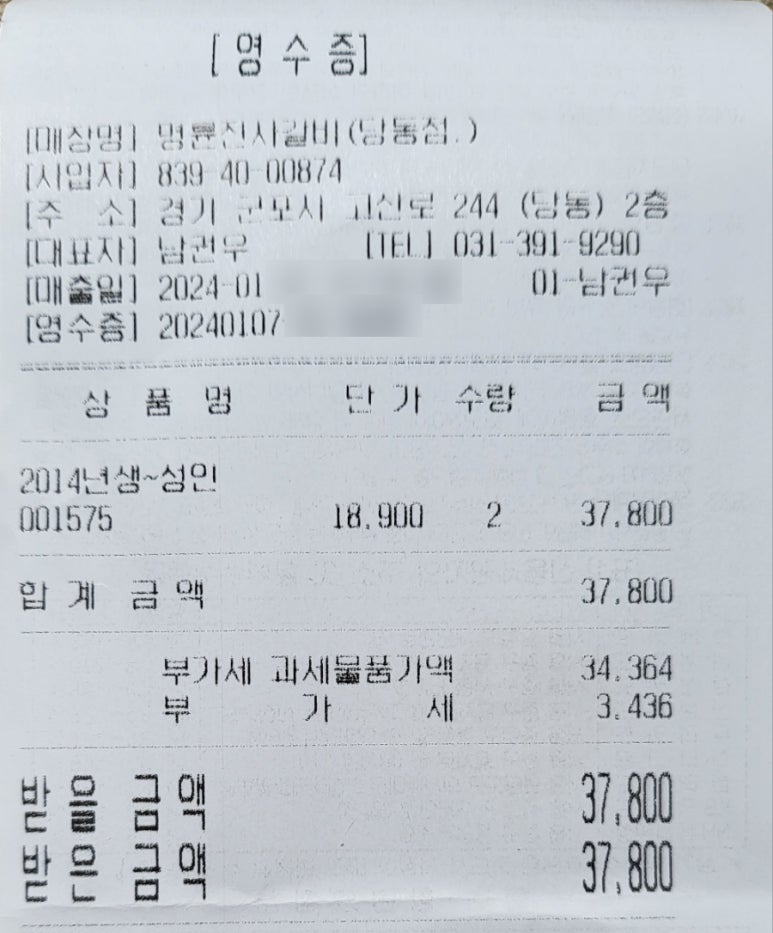 [영 수 증]
[매장명] 명륜진사갈비(당동점.)
[사업자] 839-40-00874
[주 소] 경기 군포시 고산로 244 (당동) 2층
[대표자] 남권우 [TEL] 031-391-9290
[매출일] 2024-01 01-남권우
[영수증] 20240107
상 품 명 단 가 수량 금 액
2014년생~성인
001575 18,900 2 37,800
합 계 금 액 37,800
부가세 과세물품가액 34,364
부 가 세 3,436
받 을 금 액 37,800
받 은 금 액 37,800